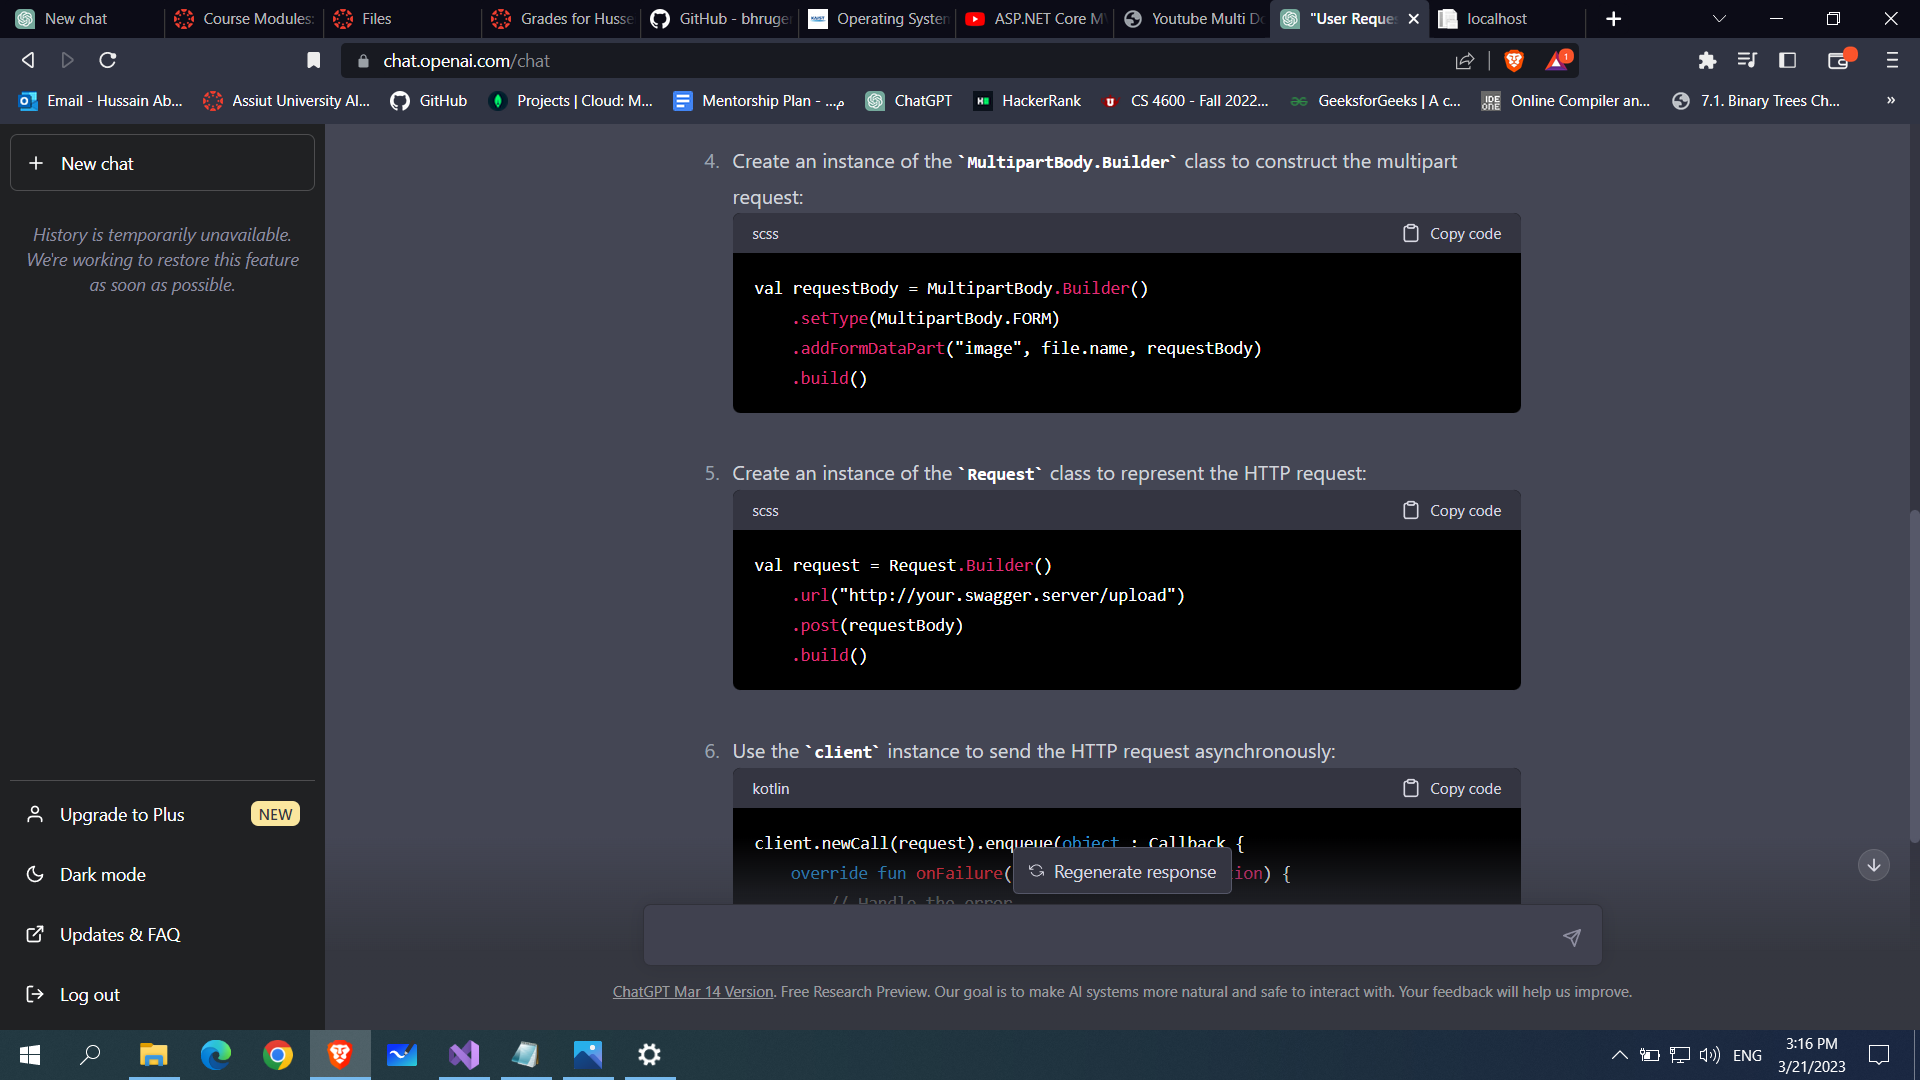 New chat
Course Modules:
Files
Grades for Husse
GitHub - bhruger
Operating System
ASP.NET Core M
Youtube Multi Do
"User Reques
localhost
chat.openai.com/chat
1
Email - Hussain Ab...
Assiut University Al...
GitHub
Projects | Cloud: M...
Mentorship Plan - ...م
ChatGPT
HackerRank
CS 4600 - Fall 2022...
GeeksforGeeks | A c...
Online Compiler an...
7.1. Binary Trees Ch...
»
New chat
History is temporarily unavailable.
We're working to restore this feature
as soon as possible.
4. Create an instance of the `MultipartBody.Builder` class to construct the multipart
request:
scss
Copy code
val requestBody = MultipartBody.Builder()
.setType(MultipartBody.FORM)
.addFormDataPart("image", file.name, requestBody)
.build()
5. Create an instance of the `Request` class to represent the HTTP request:
scss
Copy code
val request = Request.Builder()
.url("http://your.swagger.server/upload")
.post(requestBody)
.build()
6. Use the `client` instance to send the HTTP request asynchronously:
kotlin
Copy code
client.newCall(request).enqueue(object : Callback {
override fun onFailure( ion) {
// Handle the error
Regenerate response
Upgrade to Plus
NEW
Dark mode
Updates & FAQ
Log out
ChatGPT Mar 14 Version. Free Research Preview. Our goal is to make AI systems more natural and safe to interact with. Your feedback will help us improve.
ENG
3:16 PM
3/21/2023